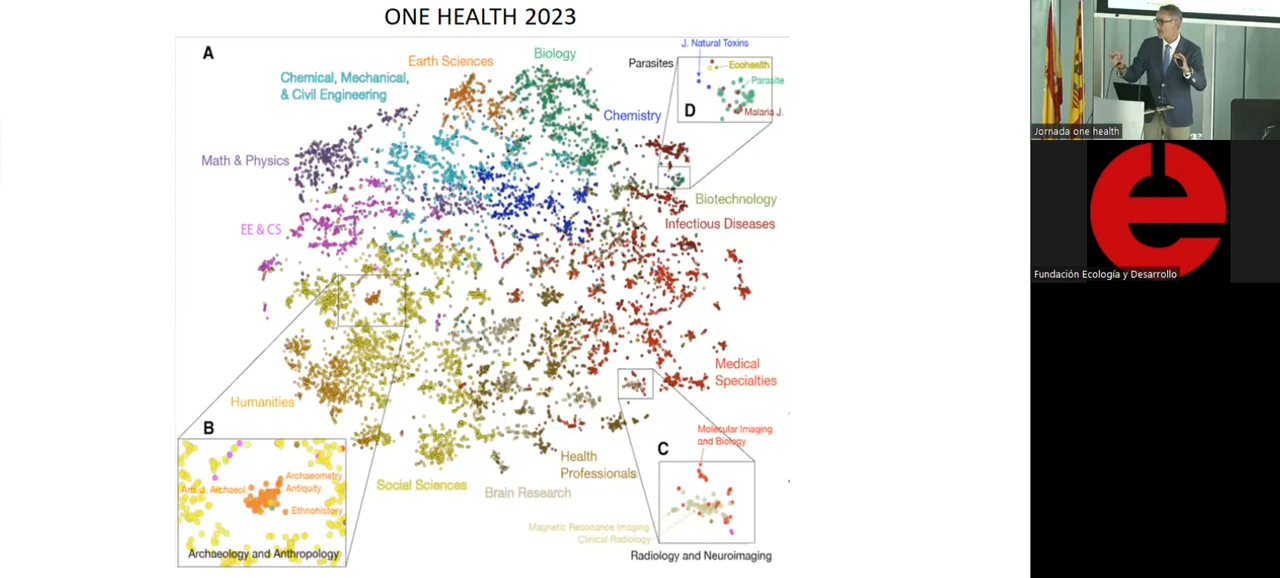 ONE HEALTH 2023
A
Earth Sciences
Biology
Chemical, Mechanical,
& Civil Engineering
Math & Physics
EE & CS
Chemistry
J. Natural Toxins
Parasites
Ecohealth
Parasite
Malaria J.
D
Biotechnology
Infectious Diseases
Medical
Specialties
Humanities
B
Am. J. Archaeol
Archaeometry
Antiquity
Ethnohistory
Archaeology and Anthropology
Social Sciences
Brain Research
Health
Professionals
C
Molecular Imaging
and Biology
Magnetic Resonance Imaging
Clinical Radiology
Radiology and Neuroimaging
Jornada one health
e
Fundación Ecología y Desarrollo